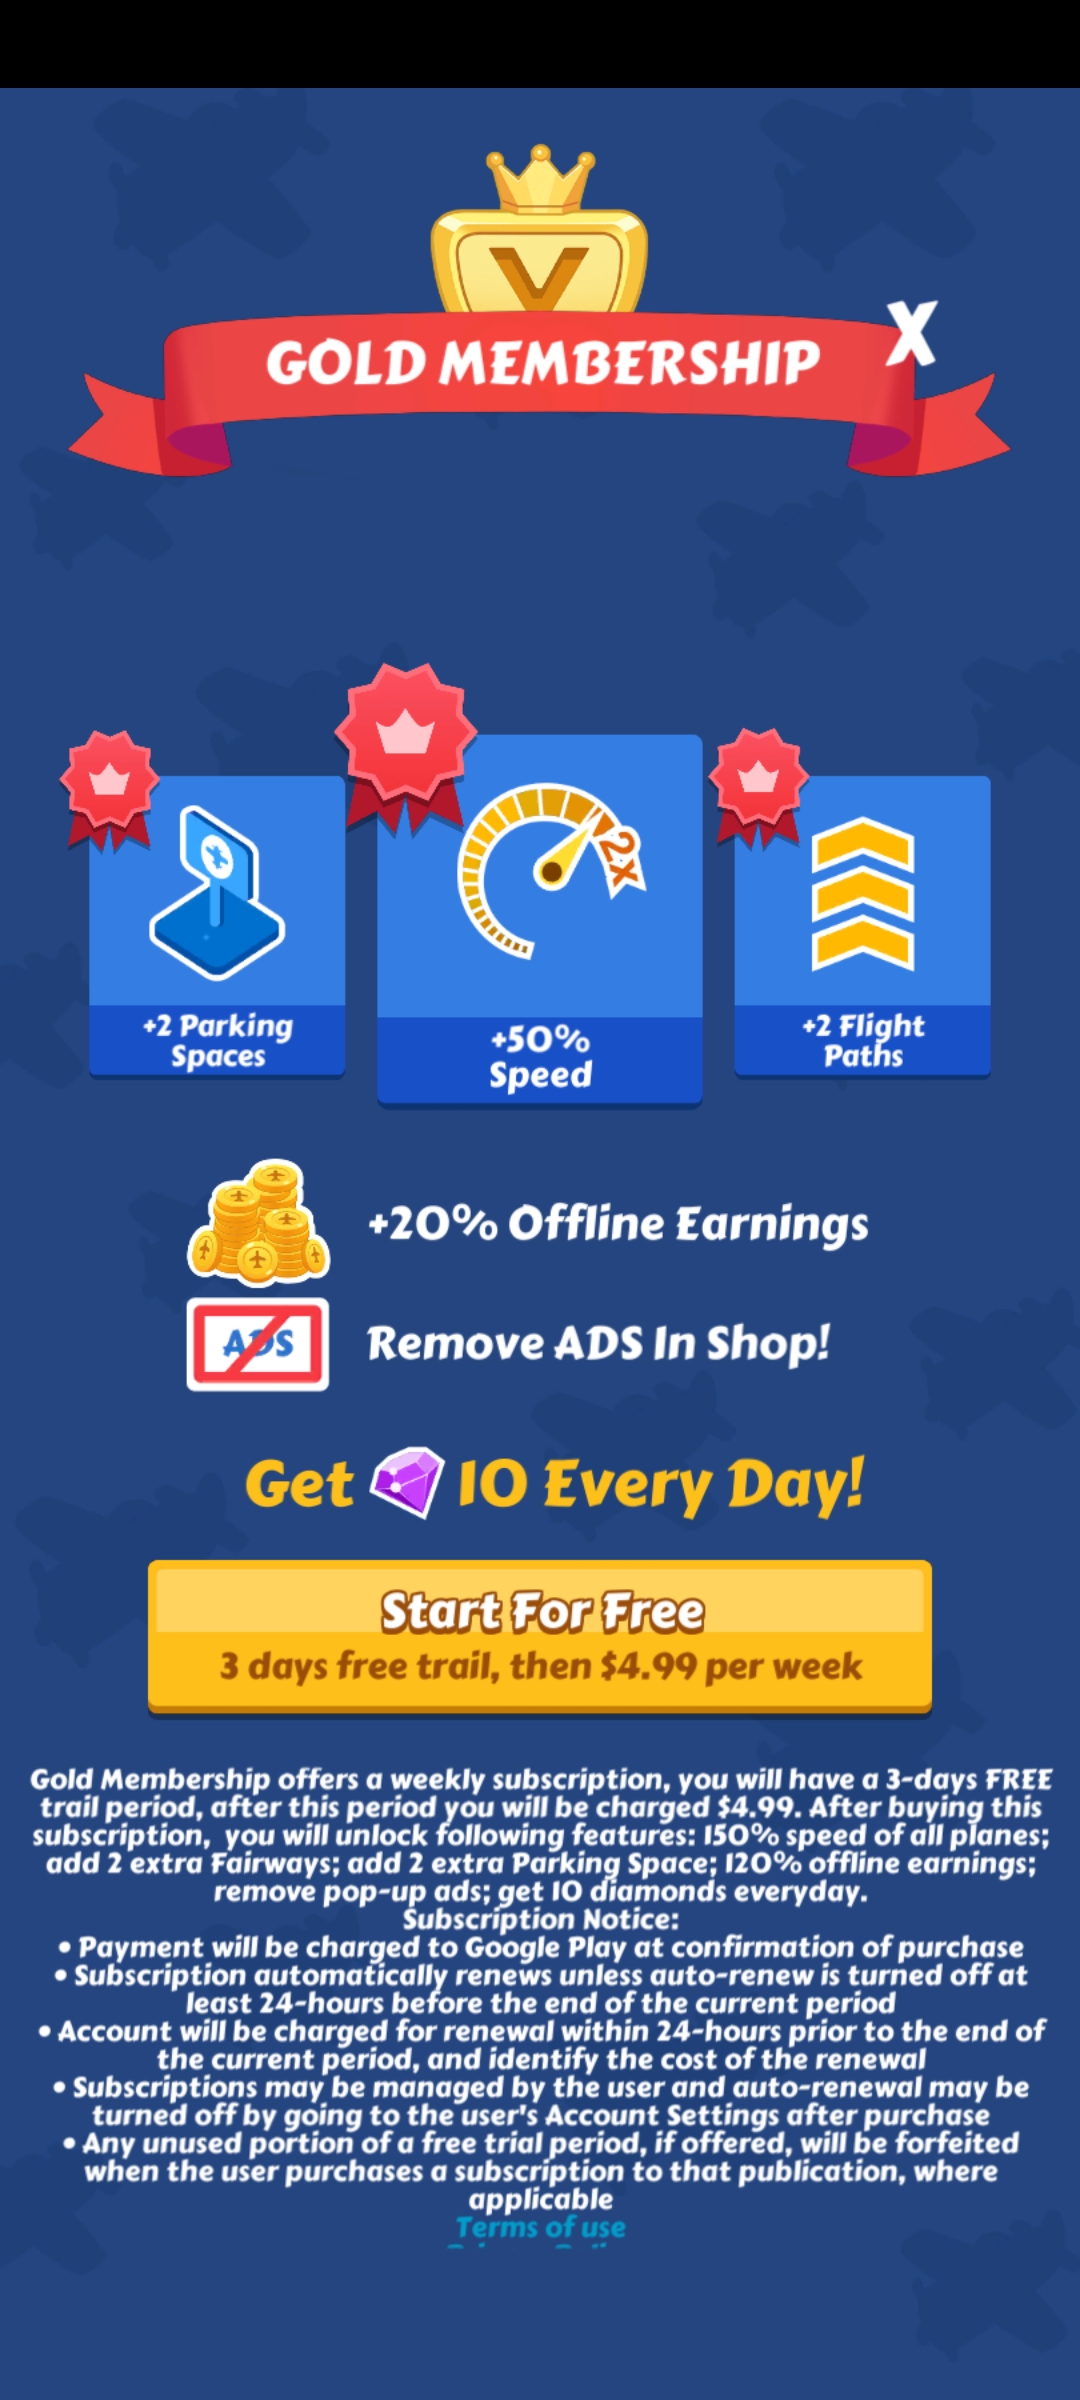 GOLD MEMBERSHIP
X
2x
+2 Parking
Spaces
+50%
Speed
+2 Flight
Paths
+20% Offline Earnings
ADS
Remove ADS In Shop!
Get 10 Every Day!
Start For Free
3 days free trail, then $4.99 per week
Gold Membership offers a weekly subscription, you will have a 3-days FREE
trail period, after this period you will be charged $4.99. After buying this
subscription, you will unlock following features: 150% speed of all planes;
add 2 extra Fairways; add 2 extra Parking Space; 120% offline earnings;
remove pop-up ads; get 10 diamonds everyday.
Subscription Notice:
• Payment will be charged to Google Play at confirmation of purchase
• Subscription automatically renews unless auto-renew is turned off at
least 24-hours before the end of the current period
• Account will be charged for renewal within 24-hours prior to the end of
the current period, and identify the cost of the renewal
• Subscriptions may be managed by the user and auto-renewal may be
turned off by going to the user's Account Settings after purchase
• Any unused portion of a free trial period, if offered, will be forfeited
when the user purchases a subscription to that publication, where
applicable
Terms of use